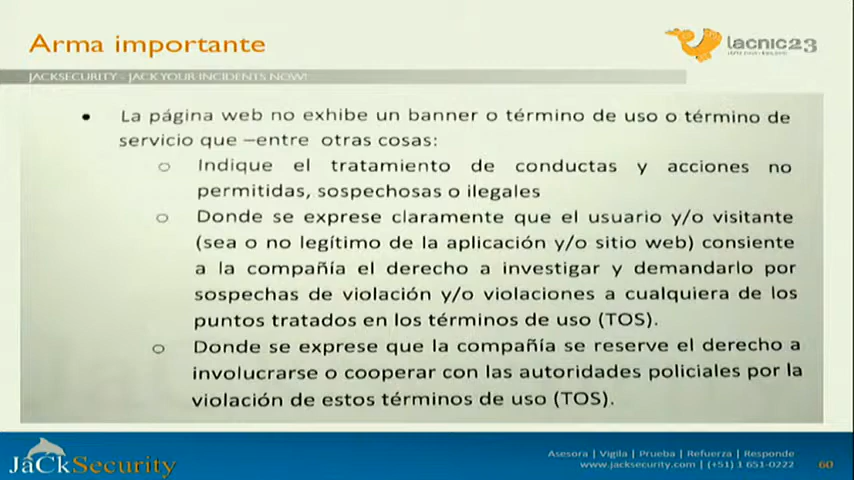 Arma importante
lacnic23
JACKSECURITY - JACK YOUR INCIDENTS NOW!
• La página web no exhibe un banner o término de uso o término de
servicio que –entre otras cosas:
o Indique el tratamiento de conductas y acciones no
permitidas, sospechosas o ilegales
o Donde se exprese claramente que el usuario y/o visitante
(sea o no legítimo de la aplicación y/o sitio web) consiente
a la compañía el derecho a investigar y demandarlo por
sospechas de violación y/o violaciones a cualquiera de los
puntos tratados en los términos de uso (TOS).
o Donde se exprese que la compañía se reserve el derecho a
involucrarse o cooperar con las autoridades policiales por la
violación de estos términos de uso (TOS).
JaCkSecurity
Asesora | Vigila | Prueba | Refuerza | Responde
www.jacksecurity.com | (+51) 1 651-0222
60